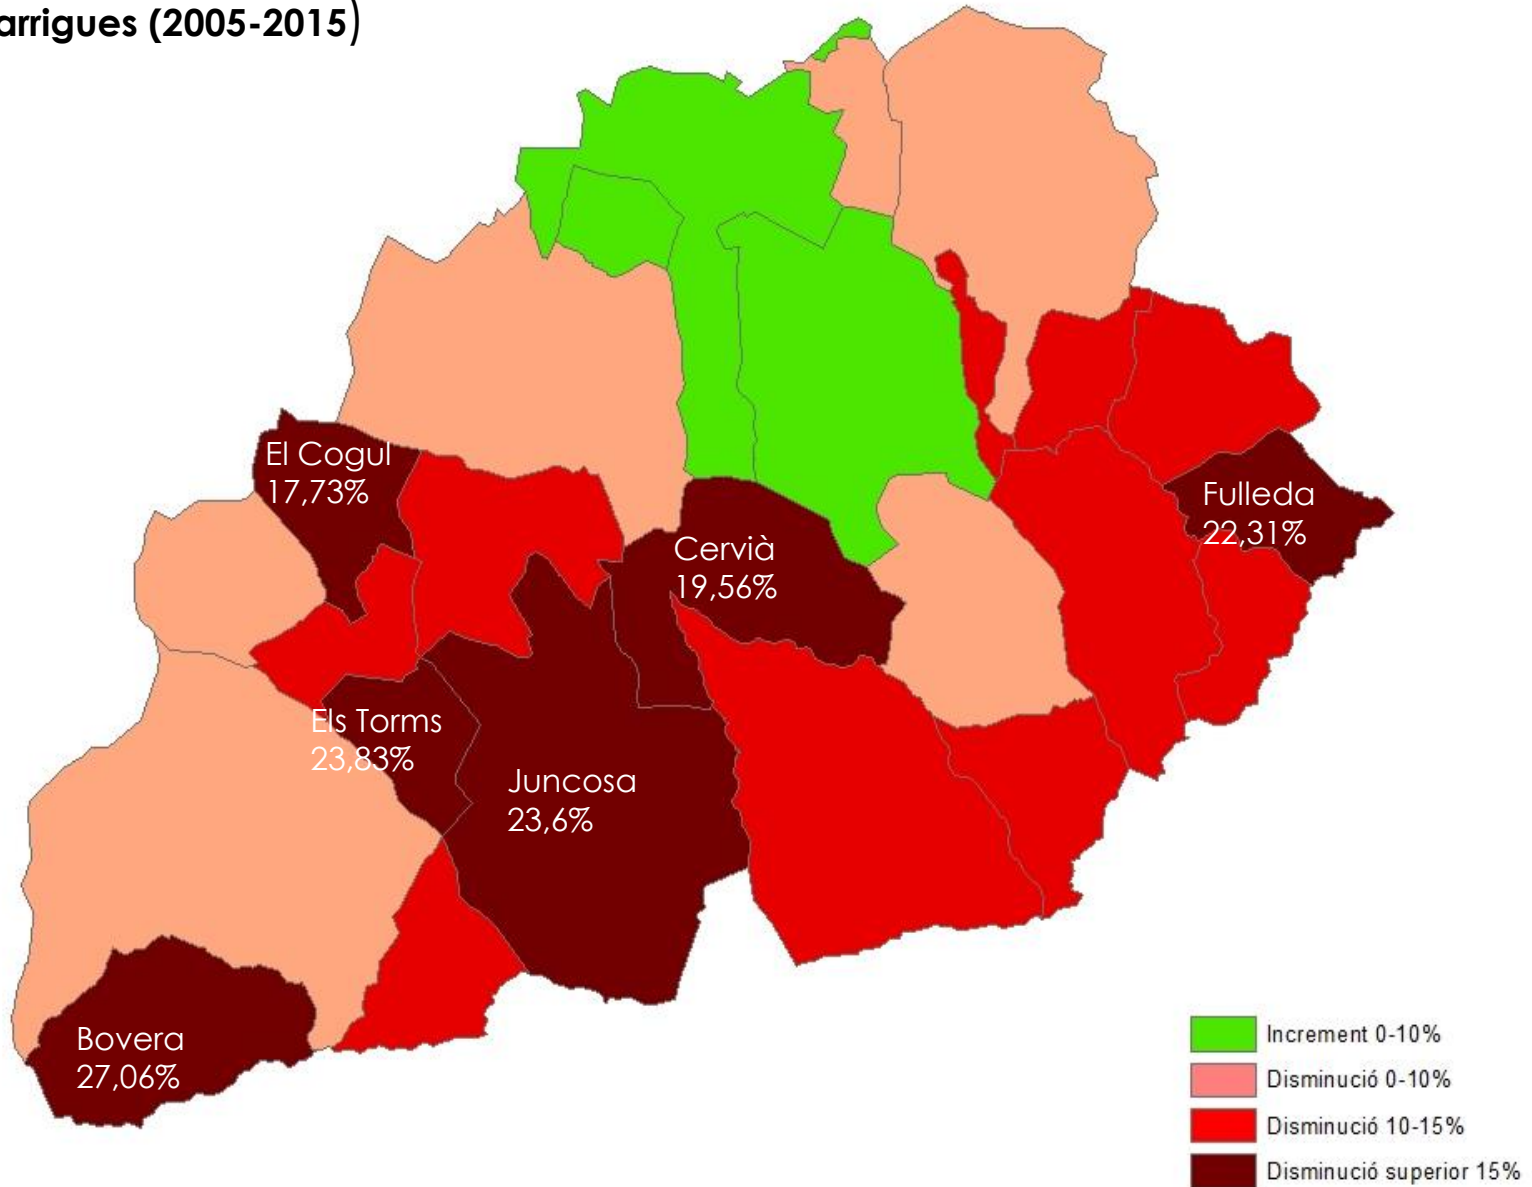 arrigues (2005-2015)
El Cogul
17,73%
Fulleda
22,31%
Cervià
19,56%
Els Torms
23,83%
Juncosa
23,6%
Bovera
27,06%
Increment 0-10%
Disminució 0-10%
Disminució 10-15%
Disminució superior 15%